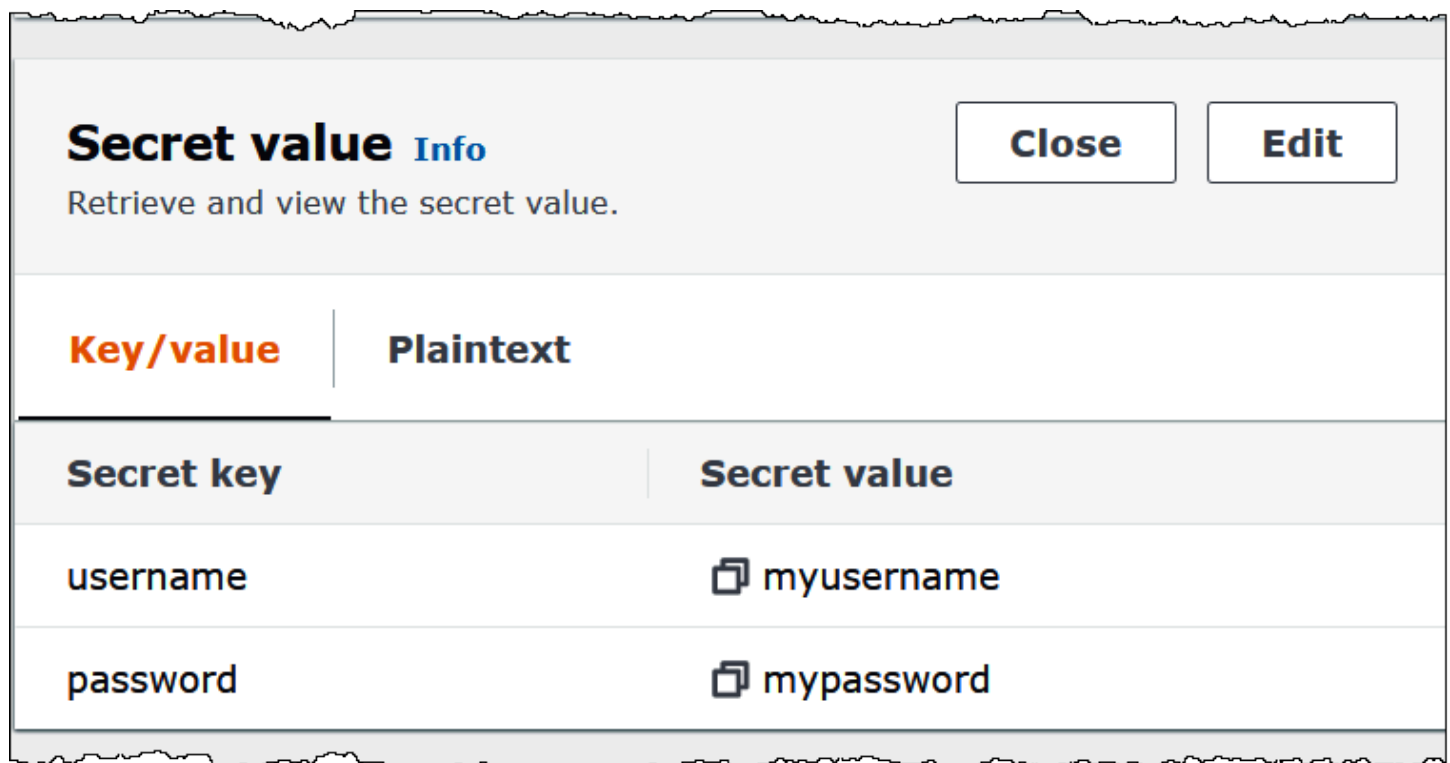 Secret value Info
Close
Edit
Retrieve and view the secret value.
Key/value
Plaintext
Secret key
Secret value
username
myusername
password
mypassword